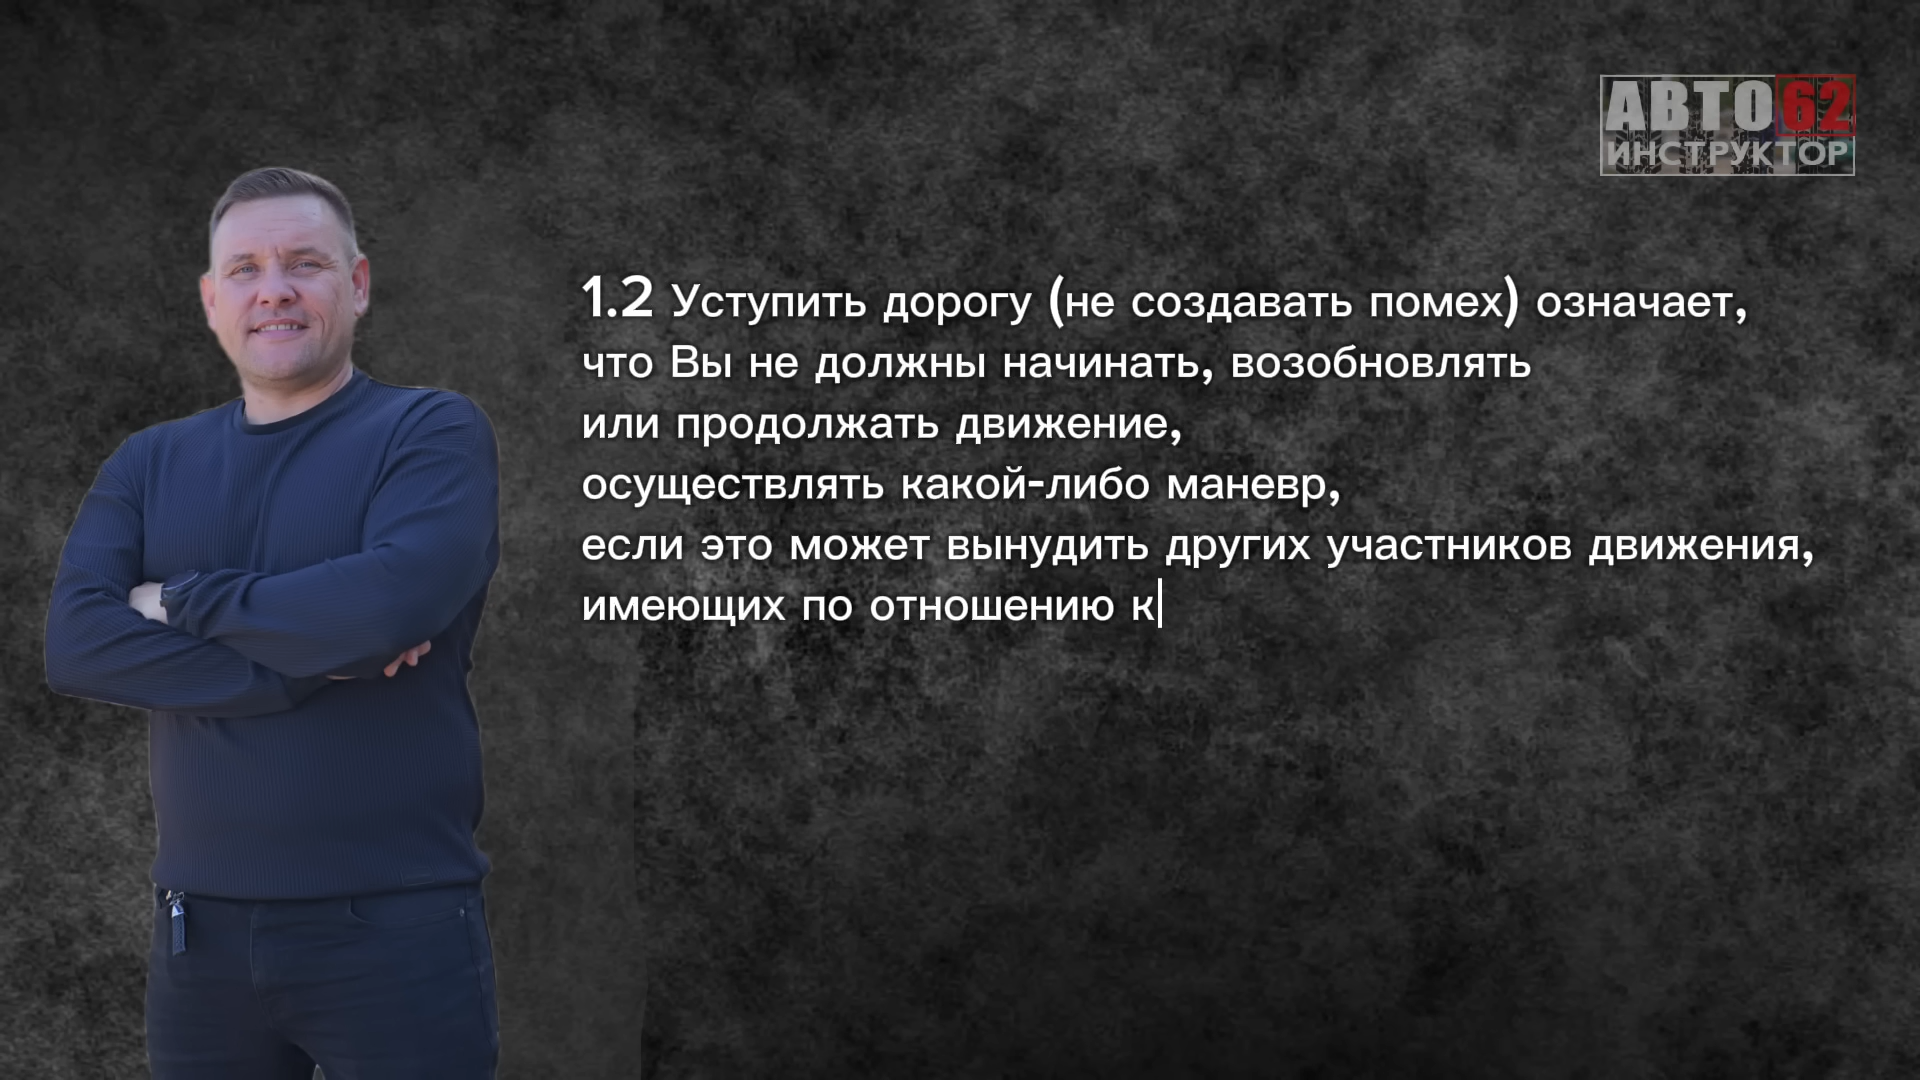 АВТО62
ИНСТРУКТОР
1.2 Уступить дорогу (не создавать помех) означает,
что Вы не должны начинать, возобновлять
или продолжать движение,
осуществлять какой-либо маневр,
если это может вынудить других участников движения,
имеющих по отношению к